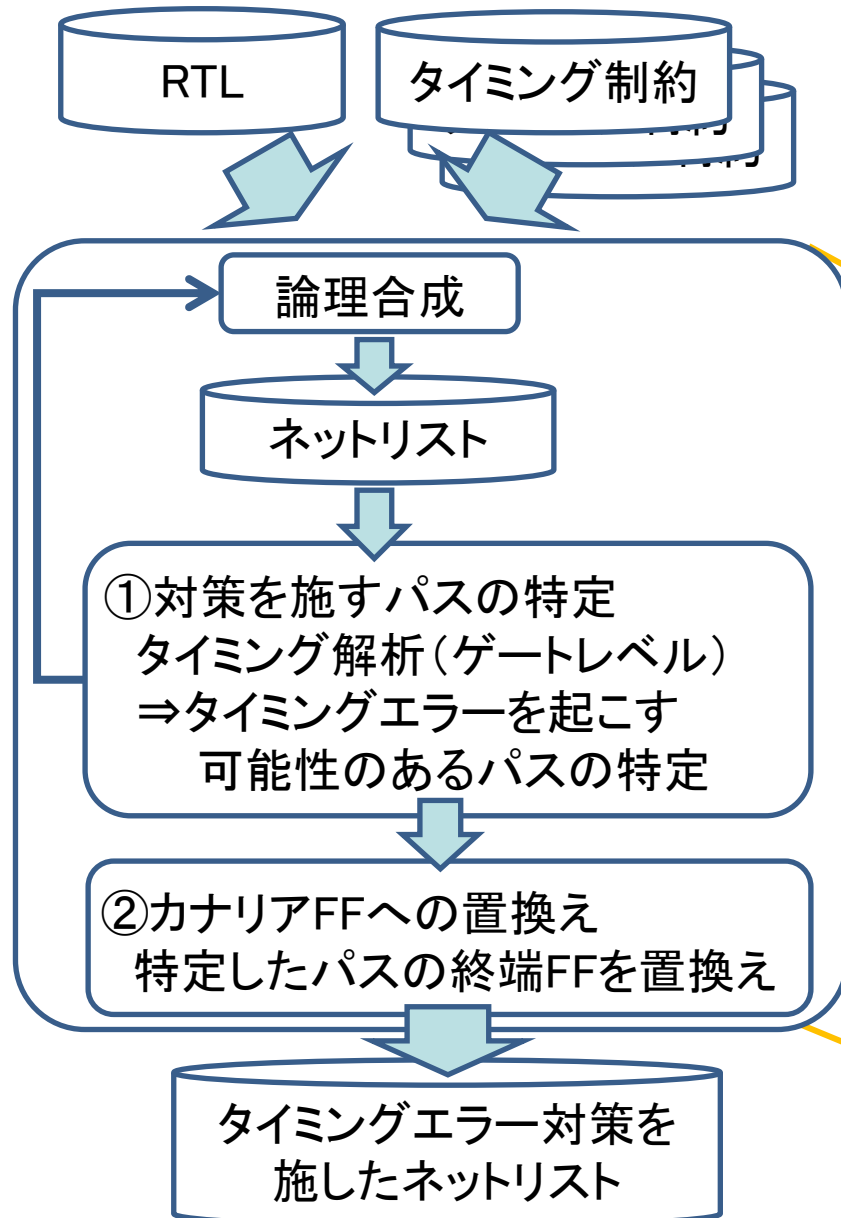 RTL
タイミング制約
制約
制約
論理合成
ネットリスト
①対策を施すパスの特定
タイミング解析(ゲートレベル)
⇒タイミングエラーを起こす
可能性のあるパスの特定
②カナリアFFへの置換え
特定したパスの終端FFを置換え
タイミングエラー対策を
施したネットリスト